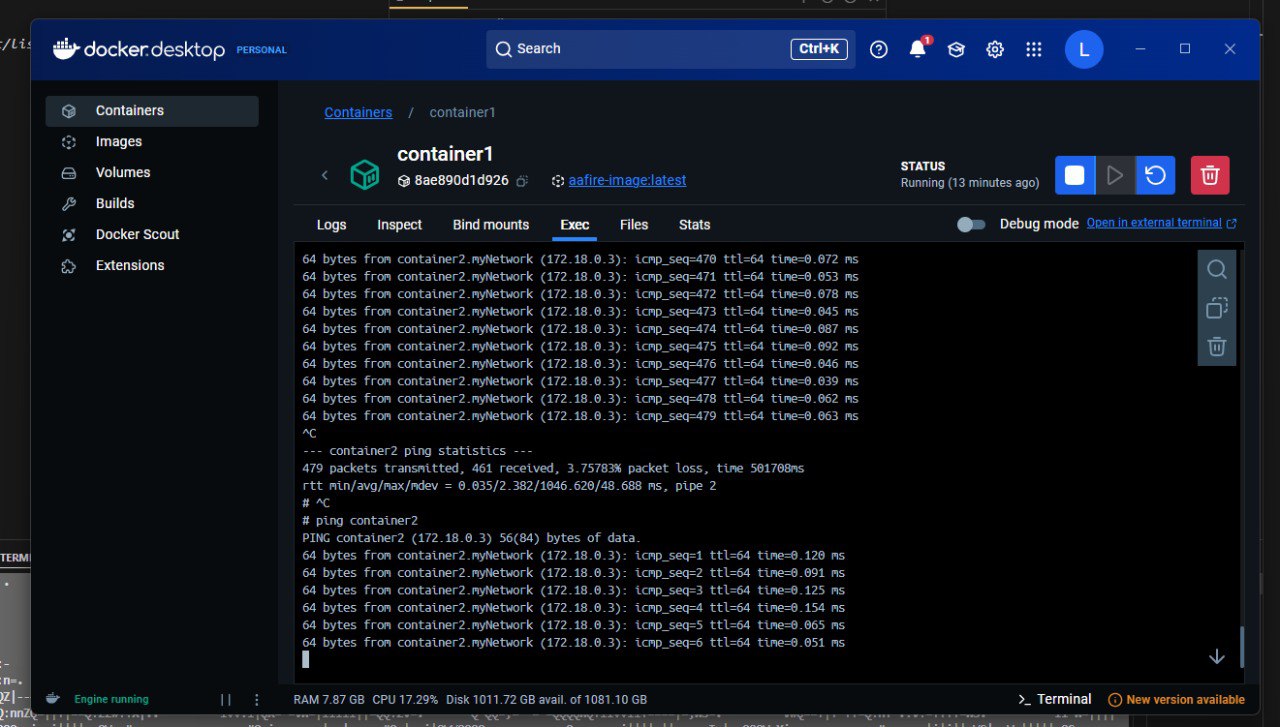 t/lis
docker.desktop PERSONAL
Search Ctrl+K
1
L
Containers
Images
Volumes
Builds
Docker Scout
Extensions
Containers / container1
container1
8ae890d1d926
aafire-image:latest
STATUS
Running (13 minutes ago)
Logs Inspect Bind mounts Exec Files Stats
Debug mode Open in external terminal
64 bytes from container2.myNetwork (172.18.0.3): icmp_seq=470 ttl=64 time=0.072 ms
64 bytes from container2.myNetwork (172.18.0.3): icmp_seq=471 ttl=64 time=0.053 ms
64 bytes from container2.myNetwork (172.18.0.3): icmp_seq=472 ttl=64 time=0.078 ms
64 bytes from container2.myNetwork (172.18.0.3): icmp_seq=473 ttl=64 time=0.045 ms
64 bytes from container2.myNetwork (172.18.0.3): icmp_seq=474 ttl=64 time=0.087 ms
64 bytes from container2.myNetwork (172.18.0.3): icmp_seq=475 ttl=64 time=0.092 ms
64 bytes from container2.myNetwork (172.18.0.3): icmp_seq=476 ttl=64 time=0.046 ms
64 bytes from container2.myNetwork (172.18.0.3): icmp_seq=477 ttl=64 time=0.039 ms
64 bytes from container2.myNetwork (172.18.0.3): icmp_seq=478 ttl=64 time=0.062 ms
64 bytes from container2.myNetwork (172.18.0.3): icmp_seq=479 ttl=64 time=0.063 ms
^C
--- container2 ping statistics ---
479 packets transmitted, 461 received, 3.75783% packet loss, time 501708ms
rtt min/avg/max/mdev = 0.035/2.382/1046.620/48.688 ms, pipe 2
# ^C
# ping container2
PING container2 (172.18.0.3) 56(84) bytes of data.
64 bytes from container2.myNetwork (172.18.0.3): icmp_seq=1 ttl=64 time=0.120 ms
64 bytes from container2.myNetwork (172.18.0.3): icmp_seq=2 ttl=64 time=0.091 ms
64 bytes from container2.myNetwork (172.18.0.3): icmp_seq=3 ttl=64 time=0.125 ms
64 bytes from container2.myNetwork (172.18.0.3): icmp_seq=4 ttl=64 time=0.154 ms
64 bytes from container2.myNetwork (172.18.0.3): icmp_seq=5 ttl=64 time=0.065 ms
64 bytes from container2.myNetwork (172.18.0.3): icmp_seq=6 ttl=64 time=0.051 ms
TERM
Engine running
RAM 7.87 GB CPU 17.29% Disk 1011.72 GB avail. of 1081.10 GB
>_ Terminal
New version available